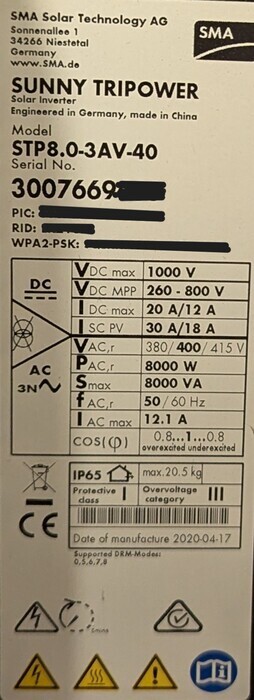 SMA Solar Technology AG
Sonnenallee 1
34266 Niestetal
Germany
www.SMA.de
SMA
SUNNY TRIPOWER
Solar Inverter
Engineered in Germany, made in China
Model
STP8.0-3AV-40
Serial No.
3007669
PIC:
RID:
WPA2-PSK:
DC
AC
3N
VDC max 1000 V
VDC MPP 260 - 800 V
IDC max 20 A/12 A
ISC PV 30 A/18 A
VAC,r 380/400/415 V
PAC,r 8000 W
Smax 8000 VA
fAC,r 50/60 Hz
IAC max 12.1 A
cos(φ) 0.8...1...0.8
overexcited underexcited
IP65 max.20.5 kg
Protective class I Overvoltage category III
CE
Date of manufacture 2020-04-17
Supported DRM-Modes:
0,5,6,7,8